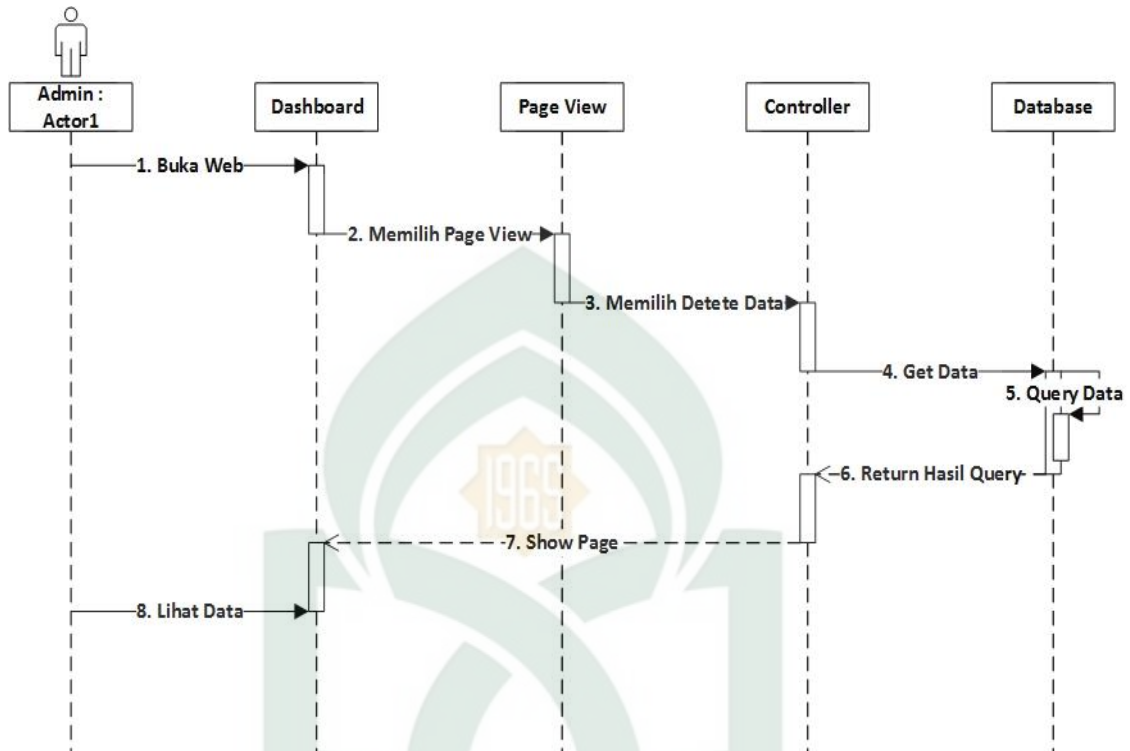 Admin :
Actor1
Dashboard
Page View
Controller
Database
1. Buka Web
2. Memilih Page View
3. Memilih Detete Data
4. Get Data
5. Query Data
6. Return Hasil Query
7. Show Page
8. Lihat Data
1969